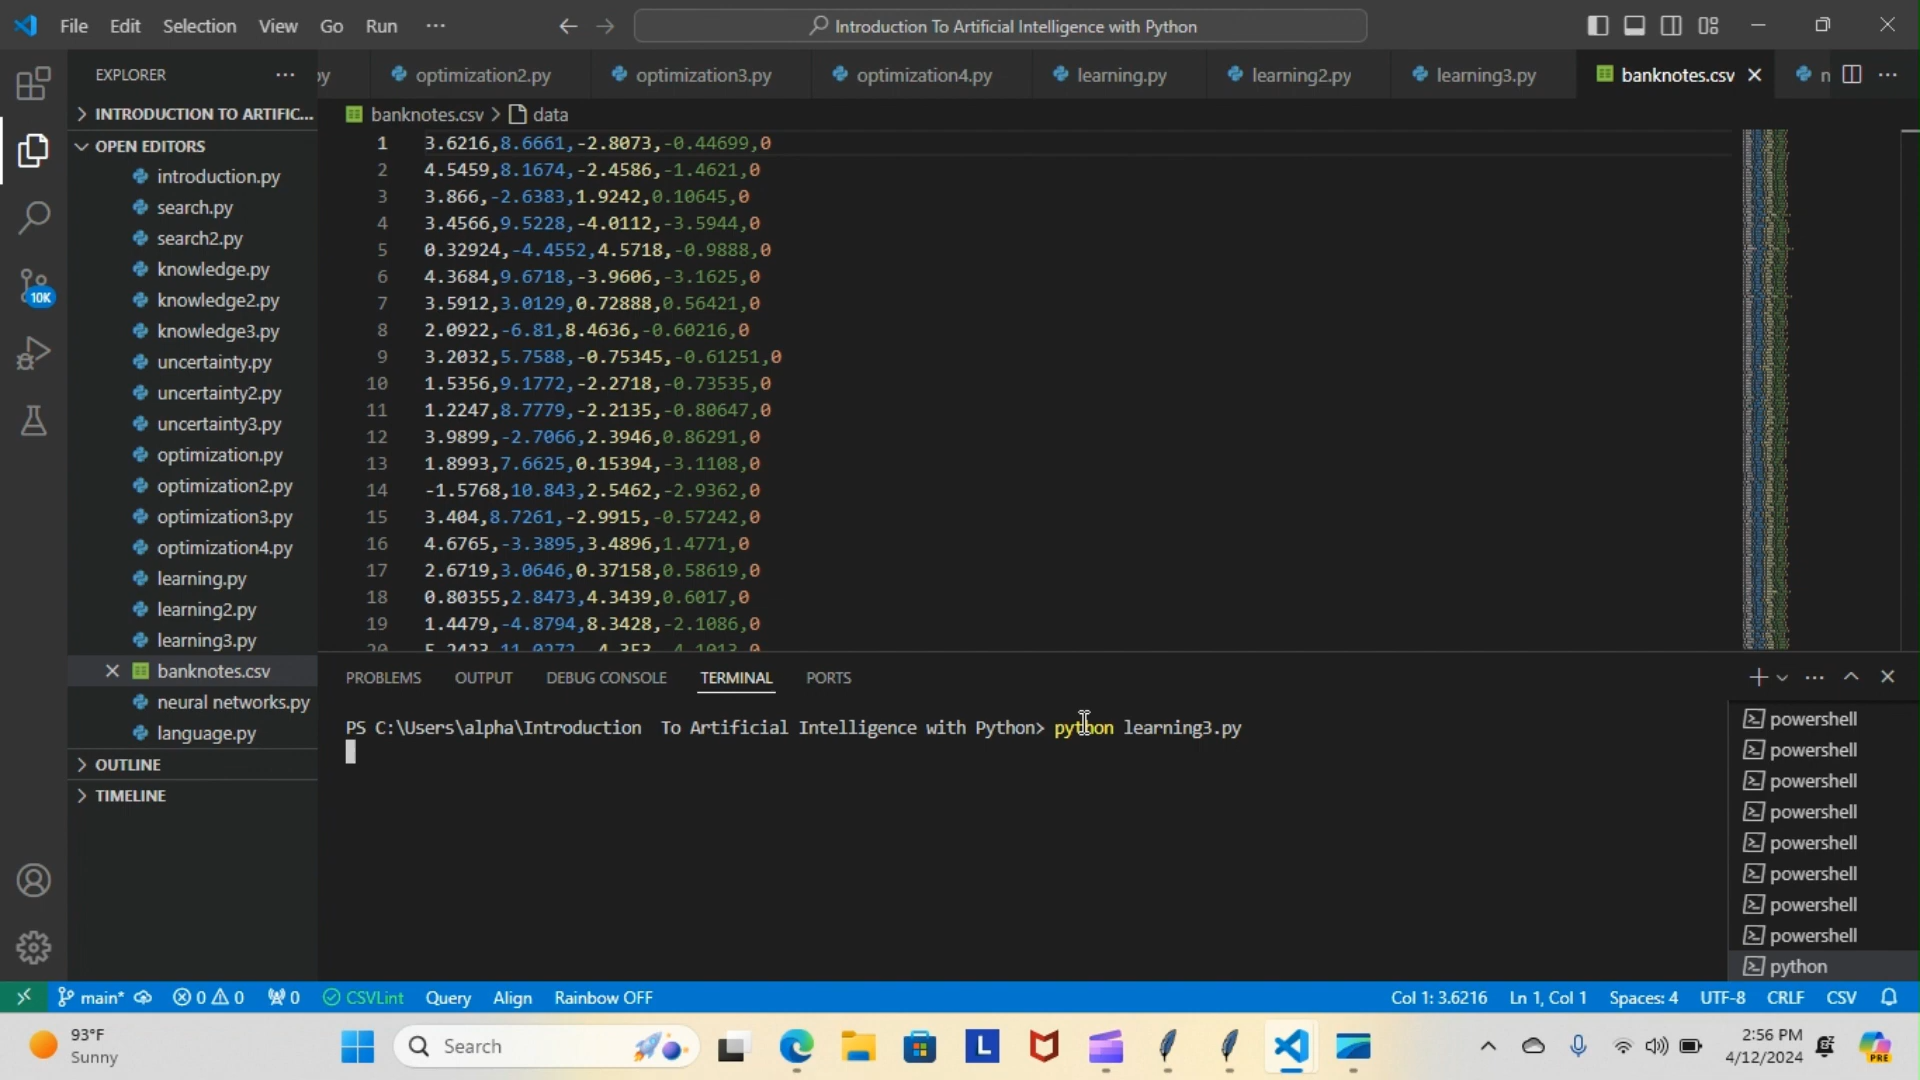 File Edit Selection View Go Run ··· Introduction To Artificial Intelligence with Python
EXPLORER ···
py optimization2.py optimization3.py optimization4.py learning.py learning2.py learning3.py banknotes.csv n ···
INTRODUCTION TO ARTIFIC...
banknotes.csv > data
OPEN EDITORS
introduction.py
search.py
search2.py
knowledge.py
knowledge2.py
knowledge3.py
uncertainty.py
uncertainty2.py
uncertainty3.py
optimization.py
optimization2.py
optimization3.py
optimization4.py
learning.py
learning2.py
learning3.py
banknotes.csv
neural networks.py
language.py
OUTLINE
TIMELINE
10K
1 3.6216,8.6661,-2.8073,-0.44699,0
2 4.5459,8.1674,-2.4586,-1.4621,0
3 3.866,-2.6383,1.9242,0.10645,0
4 3.4566,9.5228,-4.0112,-3.5944,0
5 0.32924,-4.4552,4.5718,-0.9888,0
6 4.3684,9.6718,-3.9606,-3.1625,0
7 3.5912,3.0129,0.72888,0.56421,0
8 2.0922,-6.81,8.4636,-0.60216,0
9 3.2032,5.7588,-0.75345,-0.61251,0
10 1.5356,9.1772,-2.2718,-0.73535,0
11 1.2247,8.7779,-2.2135,-0.80647,0
12 3.9899,-2.7066,2.3946,0.86291,0
13 1.8993,7.6625,0.15394,-3.1108,0
14 -1.5768,10.843,2.5462,-2.9362,0
15 3.404,8.7261,-2.9915,-0.57242,0
16 4.6765,-3.3895,3.4896,1.4771,0
17 2.6719,3.0646,0.37158,0.58619,0
18 0.80355,2.8473,4.3439,0.6017,0
19 1.4479,-4.8794,8.3428,-2.1086,0
PROBLEMS OUTPUT DEBUG CONSOLE TERMINAL PORTS
PS C:\Users\alpha\Introduction  To Artificial Intelligence with Python> python learning3.py
powershell
powershell
powershell
powershell
powershell
powershell
powershell
powershell
python
main* 0 0 0 CSVLint Query Align Rainbow OFF Col 1: 3.6216 Ln 1, Col 1 Spaces: 4 UTF-8 CRLF CSV
93°F
Sunny
Search
L
2:56 PM
4/12/2024
PRE